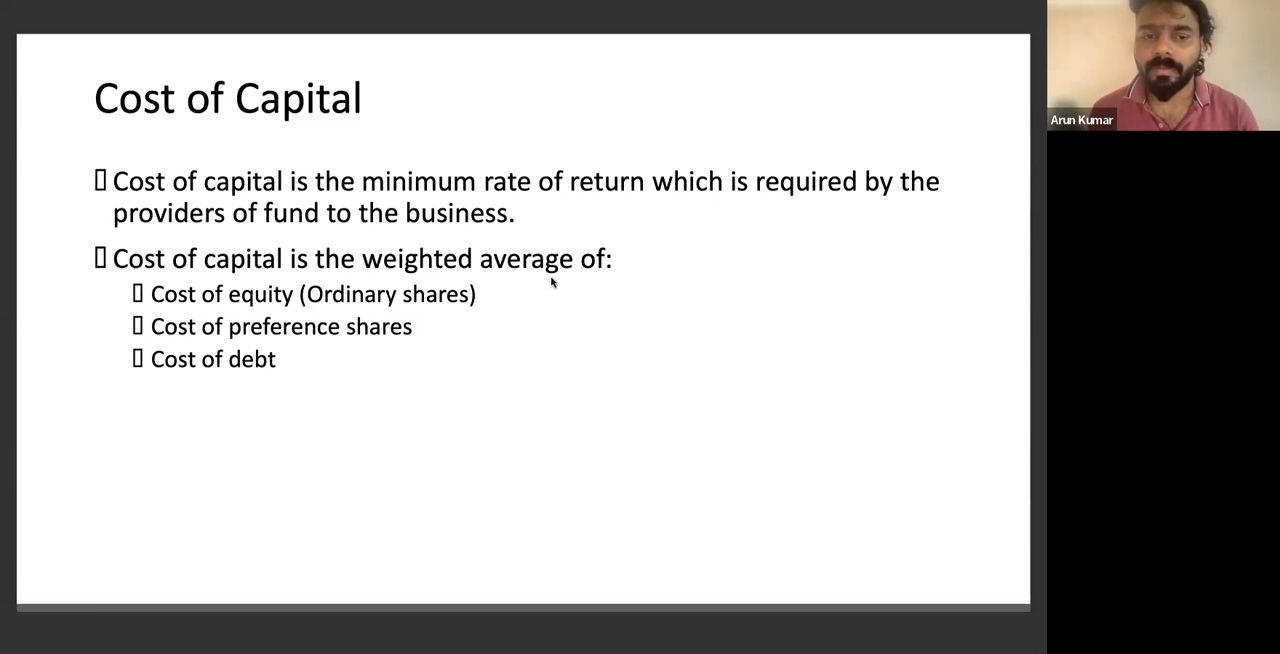 Cost of Capital
Cost of capital is the minimum rate of return which is required by the
providers of fund to the business.
Cost of capital is the weighted average of:
Cost of equity (Ordinary shares)
Cost of preference shares
Cost of debt
Arun Kumar